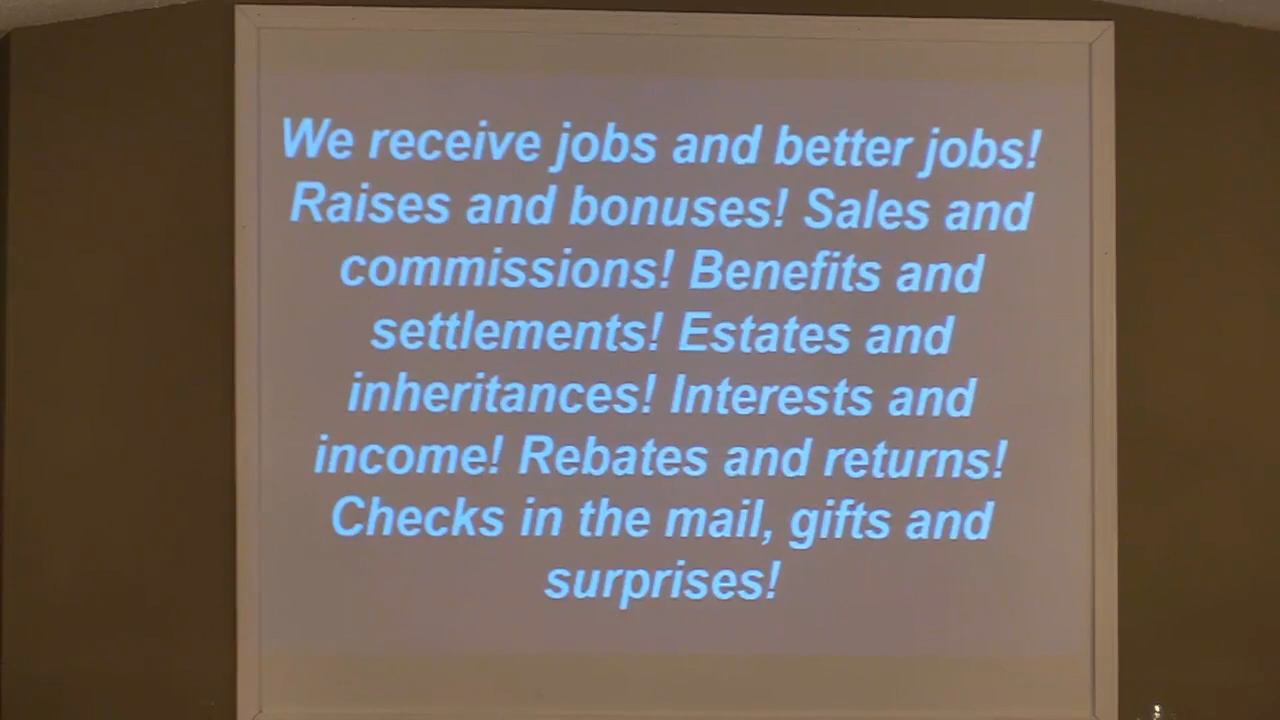 We receive jobs and better jobs!
Raises and bonuses! Sales and
commissions! Benefits and
settlements! Estates and
inheritances! Interests and
income! Rebates and returns!
Checks in the mail, gifts and
surprises!